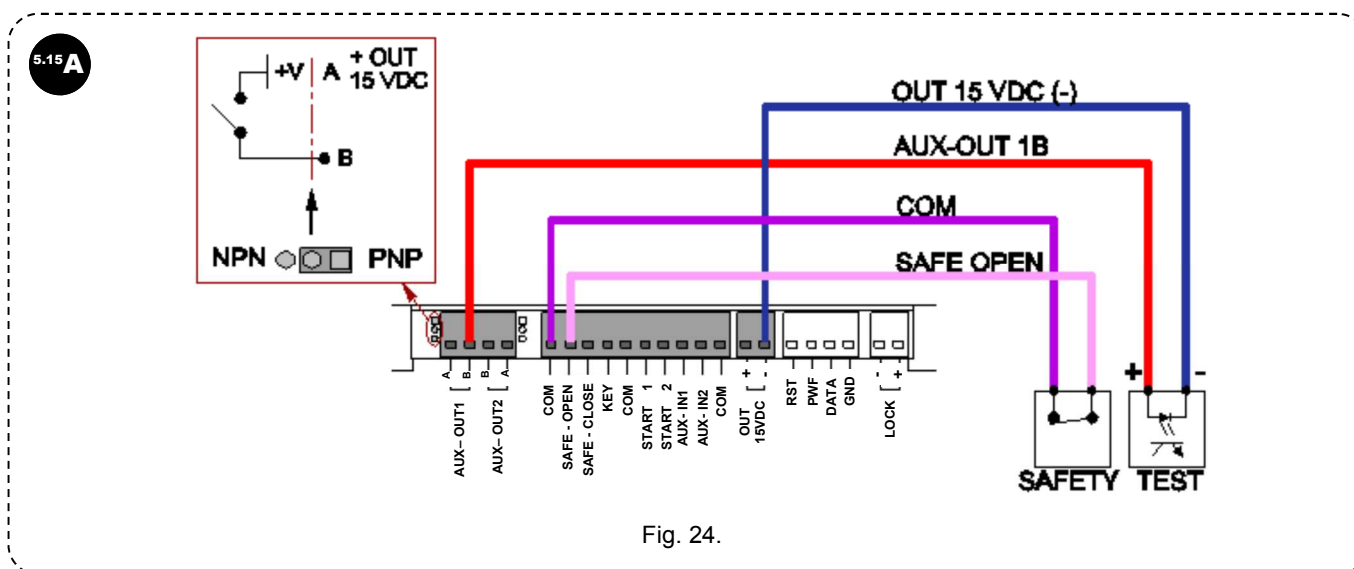 5.15 A
+V A + OUT
15 VDC
B
NPN PNP
OUT 15 VDC (-)
AUX-OUT 1B
COM
SAFE OPEN
A
B
B
A
AUX– OUT1
AUX– OUT2
COM
SAFE - OPEN
SAFE - CLOSE
KEY
COM
START 1
START 2
AUX- IN1
AUX- IN2
COM
OUT + 
15VDC -
RST
PWF
DATA
GND
LOCK - +
+ -
SAFETY TEST
Fig. 24.